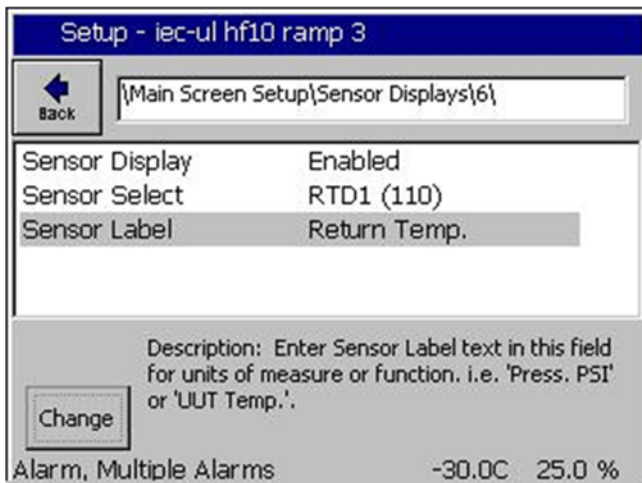 Setup - iec-ul hf10 ramp 3
Back
\Main Screen Setup\Sensor Displays\6\
Sensor Display Enabled
Sensor Select RTD1 (110)
Sensor Label Return Temp.
Description: Enter Sensor Label text in this field
for units of measure or function. i.e. 'Press. PSI'
or 'UUT Temp.'.
Change
Alarm, Multiple Alarms -30.0C 25.0 %